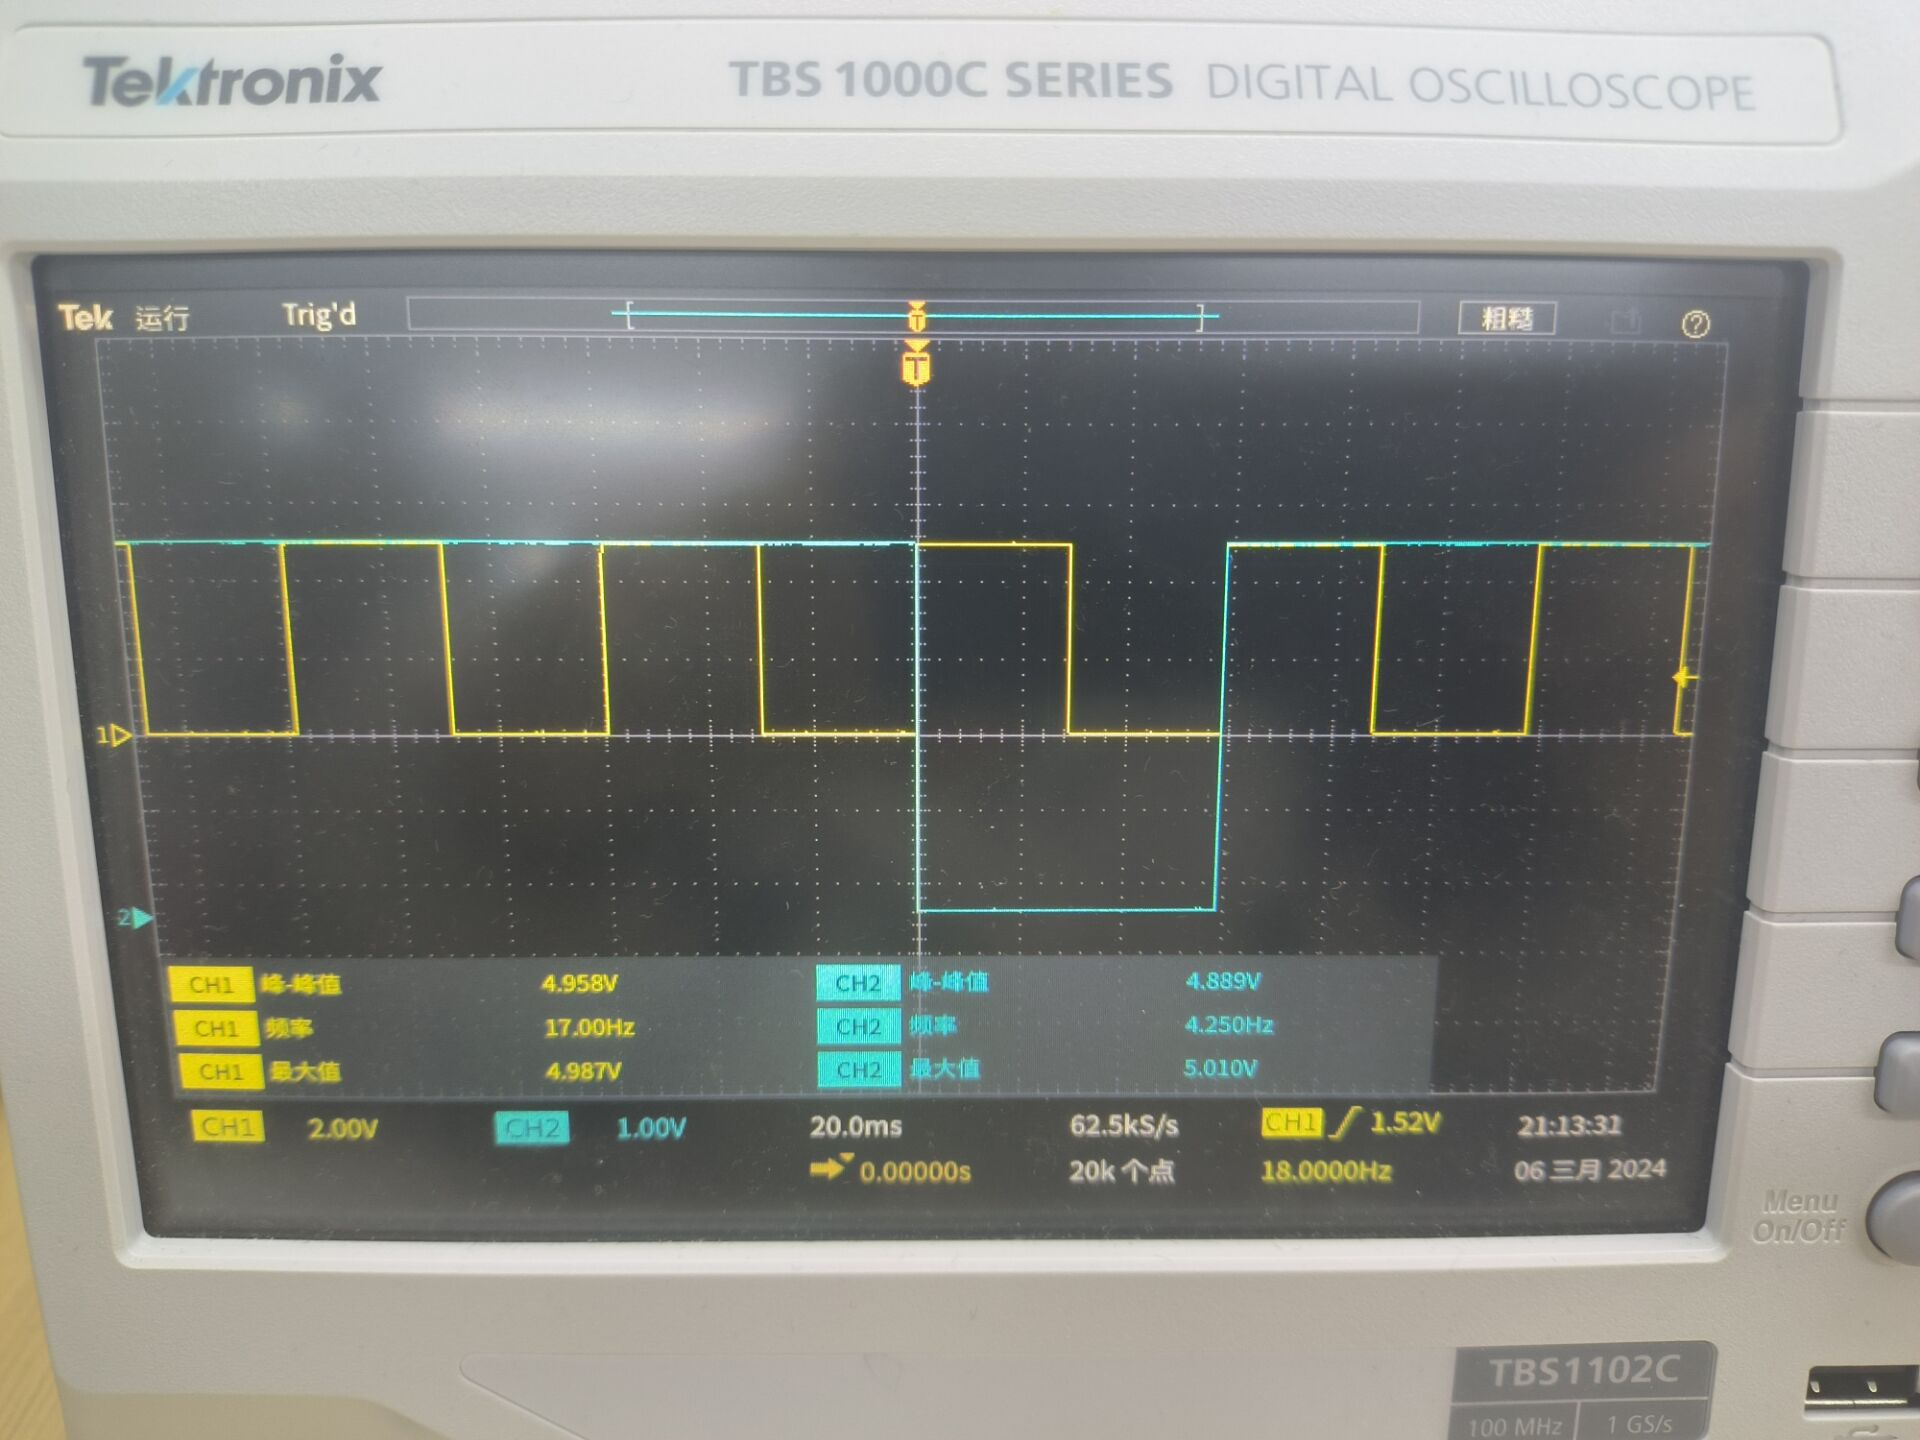 Tektronix TBS 1000C SERIES DIGITAL OSCILLOSCOPE
Tek 运行 Trig'd T 粗糙 ?
T
1
2
CH1 峰-峰值 4.958V CH2 峰-峰值 4.889V
CH1 频率 17.00Hz CH2 频率 4.250Hz
CH1 最大值 4.987V CH2 最大值 5.010V
CH1 2.00V CH2 1.00V 20.0ms 62.5kS/s CH1 1.52V 21:13:31
0.00000s 20k 个点 18.0000Hz 06 三月 2024
Menu
On/Off
TBS1102C
100 MHz 1 GS/s